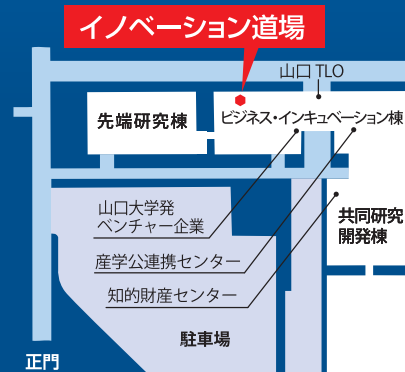 イノベーション道場
山口 TLO
先端研究棟
ビジネス・インキュベーション棟
山口大学発
ベンチャー企業
共同研究
開発棟
産学公連携センター
知的財産センター
駐車場
正門